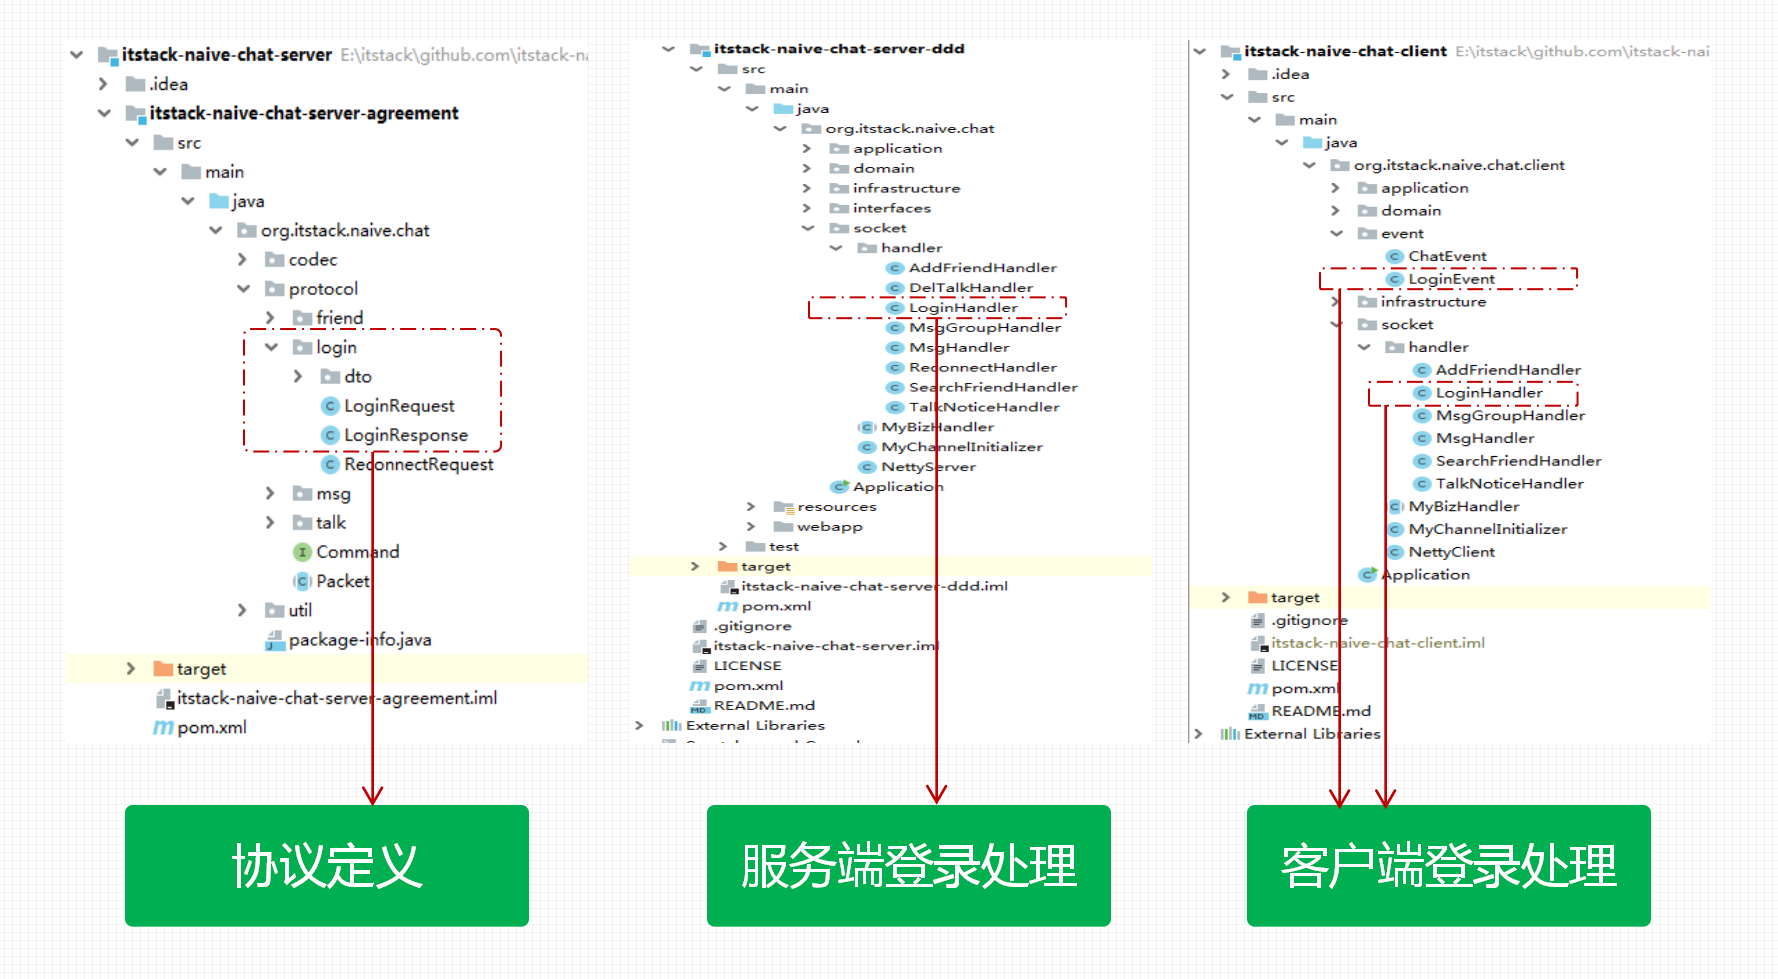 itstack-naive-chat-server E:\itstack\github.com\itstack-n
.idea
itstack-naive-chat-server-agreement
src
main
java
org.itstack.naive.chat
codec
protocol
friend
login
dto
LoginRequest
LoginResponse
ReconnectRequest
msg
talk
Command
Packet
util
package-info.java
target
itstack-naive-chat-server-agreement.iml
pom.xml
协议定义
itstack-naive-chat-server-ddd
src
main
java
org.itstack.naive.chat
application
domain
infrastructure
interfaces
socket
handler
AddFriendHandler
DelTalkHandler
LoginHandler
MsgGroupHandler
MsgHandler
ReconnectHandler
SearchFriendHandler
TalkNoticeHandler
MyBizHandler
MyChannelInitializer
NettyServer
Application
resources
webapp
test
target
itstack-naive-chat-server-ddd.iml
pom.xml
.gitignore
itstack-naive-chat-server.iml
LICENSE
pom.xml
README.md
External Libraries
服务端登录处理
itstack-naive-chat-client E:\itstack\github.com\itstack-nai
.idea
src
main
java
org.itstack.naive.chat.client
application
domain
event
ChatEvent
LoginEvent
infrastructure
socket
handler
AddFriendHandler
LoginHandler
MsgGroupHandler
MsgHandler
SearchFriendHandler
TalkNoticeHandler
MyBizHandler
MyChannelInitializer
NettyClient
Application
target
.gitignore
itstack-naive-chat-client.iml
LICENSE
pom.xml
README.md
External Libraries
客户端登录处理